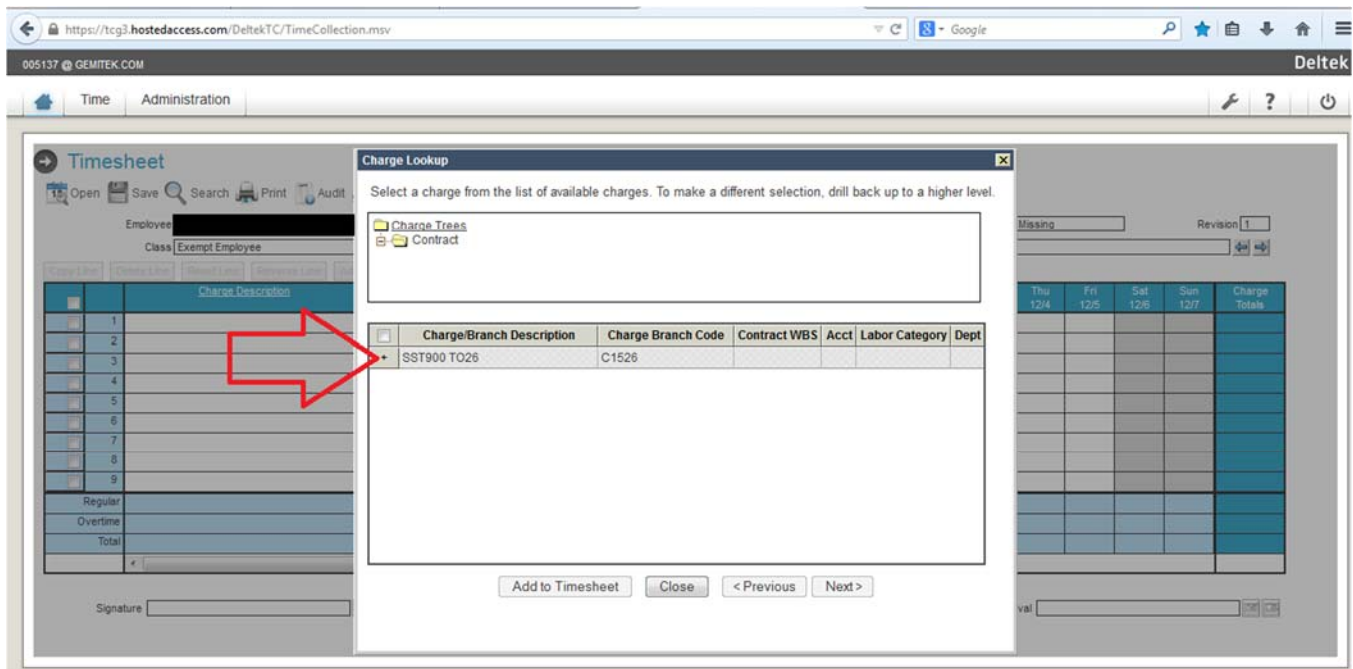 https://tcg3.hostedaccess.com/DeltekTC/TimeCollection.msv
Google
005137 @ GEMITEK.COM
Deltek
Time Administration
?
Timesheet
Open Save Search Print Audit
Employee
Class Exempt Employee
Missing
Revision 1
Copy Line
Charge Description
Thu 12/4 Fri 12/5 Sat 12/6 Sun 12/7 Charge Totals
1
2
3
4
5
6
7
8
9
Regular
Overtime
Total
Signature
val
Charge Lookup
Select a charge from the list of available charges. To make a different selection, drill back up to a higher level.
Charge Trees
Contract
Charge/Branch Description Charge Branch Code Contract WBS Acct Labor Category Dept
+ SST900 TO26 C1526
Add to Timesheet Close < Previous Next >